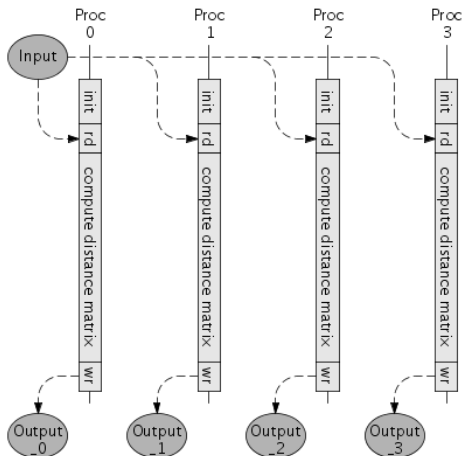 Proc
0
Proc
1
Proc
2
Proc
3
Input
init
rd
compute distance matrix
wr
init
rd
compute distance matrix
wr
init
rd
compute distance matrix
wr
init
rd
compute distance matrix
wr
Output
_0
Output
_1
Output
_2
Output
_3